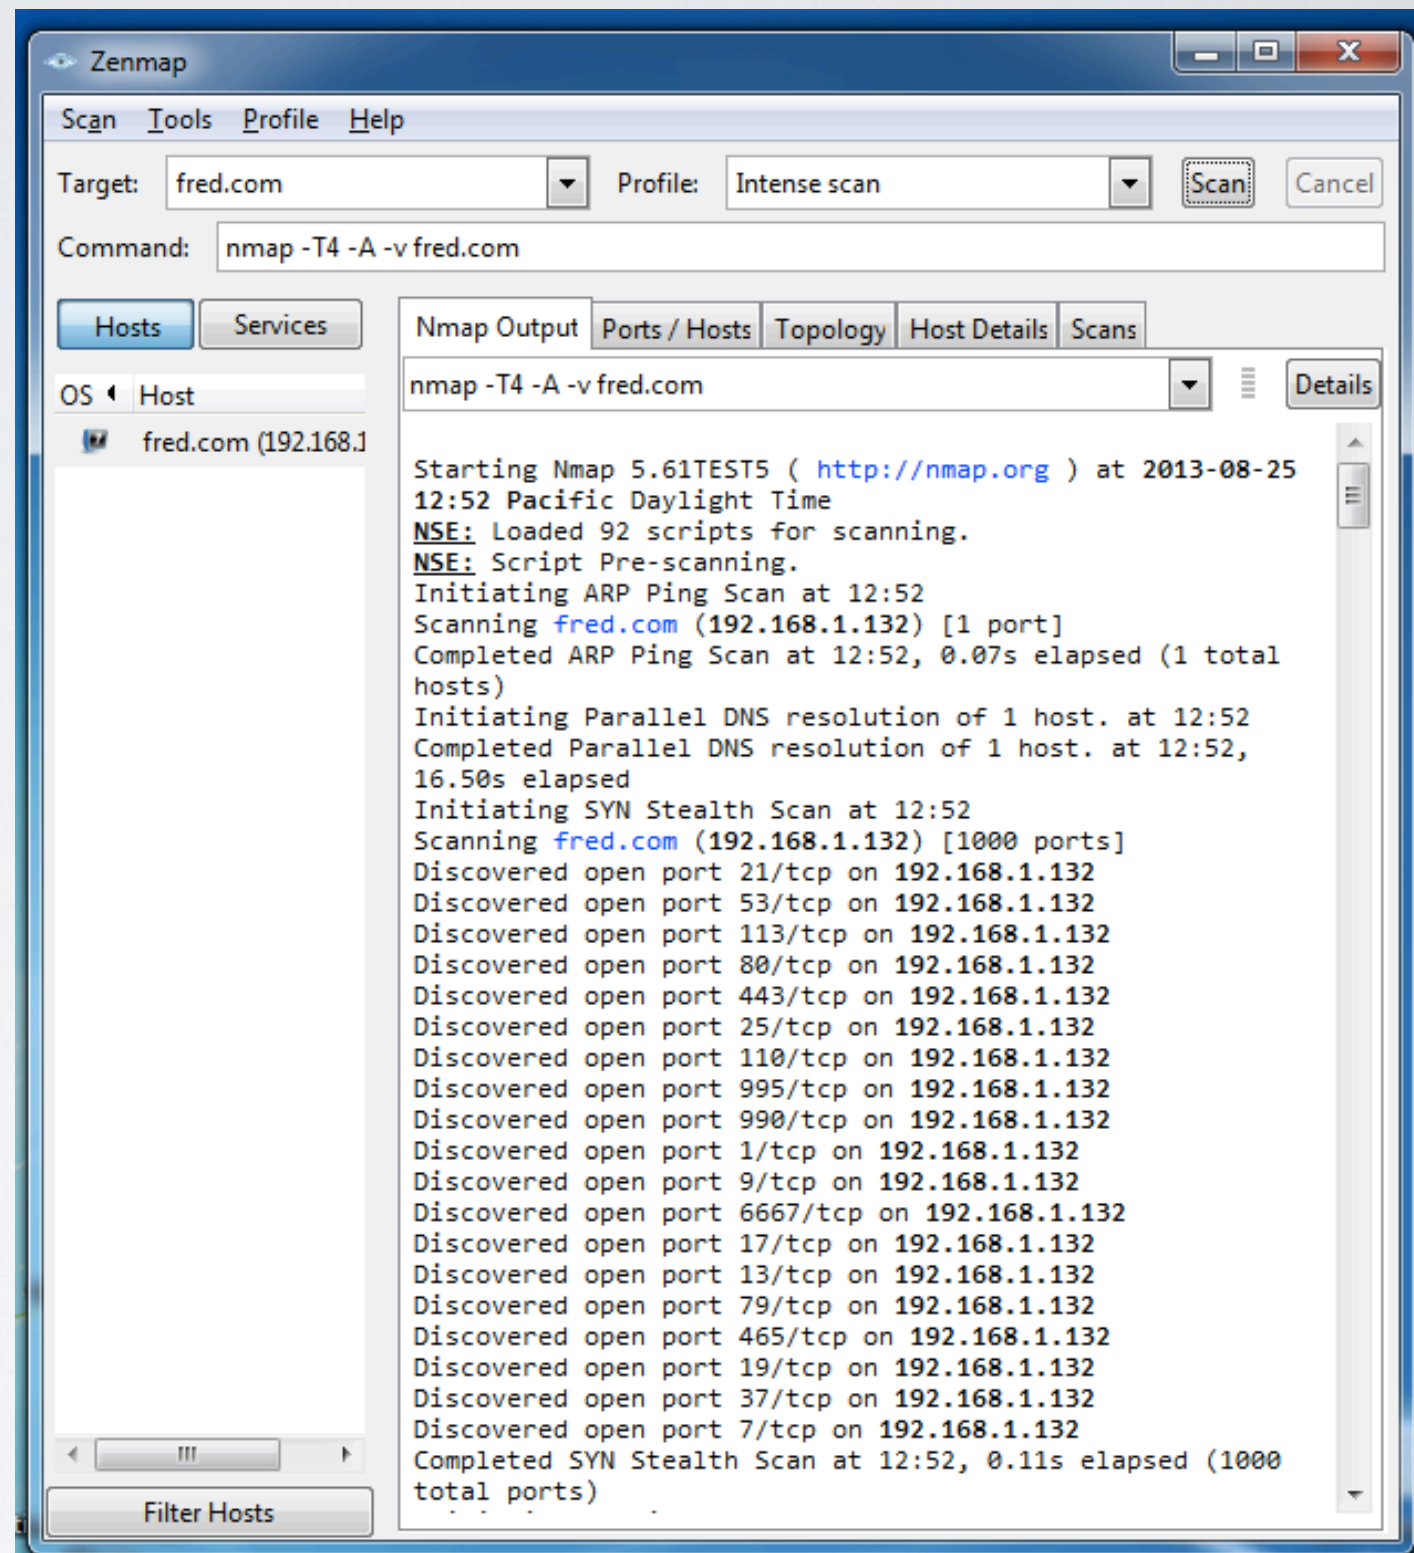 Zenmap
Scan Tools Profile Help
Target: fred.com Profile: Intense scan Scan Cancel
Command: nmap -T4 -A -v fred.com
Hosts Services
OS Host
fred.com (192.168.1
Nmap Output Ports / Hosts Topology Host Details Scans
nmap -T4 -A -v fred.com Details
Starting Nmap 5.61TEST5 ( http://nmap.org ) at 2013-08-25
12:52 Pacific Daylight Time
NSE: Loaded 92 scripts for scanning.
NSE: Script Pre-scanning.
Initiating ARP Ping Scan at 12:52
Scanning fred.com (192.168.1.132) [1 port]
Completed ARP Ping Scan at 12:52, 0.07s elapsed (1 total
hosts)
Initiating Parallel DNS resolution of 1 host. at 12:52
Completed Parallel DNS resolution of 1 host. at 12:52,
16.50s elapsed
Initiating SYN Stealth Scan at 12:52
Scanning fred.com (192.168.1.132) [1000 ports]
Discovered open port 21/tcp on 192.168.1.132
Discovered open port 53/tcp on 192.168.1.132
Discovered open port 113/tcp on 192.168.1.132
Discovered open port 80/tcp on 192.168.1.132
Discovered open port 443/tcp on 192.168.1.132
Discovered open port 25/tcp on 192.168.1.132
Discovered open port 110/tcp on 192.168.1.132
Discovered open port 995/tcp on 192.168.1.132
Discovered open port 990/tcp on 192.168.1.132
Discovered open port 1/tcp on 192.168.1.132
Discovered open port 9/tcp on 192.168.1.132
Discovered open port 6667/tcp on 192.168.1.132
Discovered open port 17/tcp on 192.168.1.132
Discovered open port 13/tcp on 192.168.1.132
Discovered open port 79/tcp on 192.168.1.132
Discovered open port 465/tcp on 192.168.1.132
Discovered open port 19/tcp on 192.168.1.132
Discovered open port 37/tcp on 192.168.1.132
Discovered open port 7/tcp on 192.168.1.132
Completed SYN Stealth Scan at 12:52, 0.11s elapsed (1000
total ports)
Filter Hosts